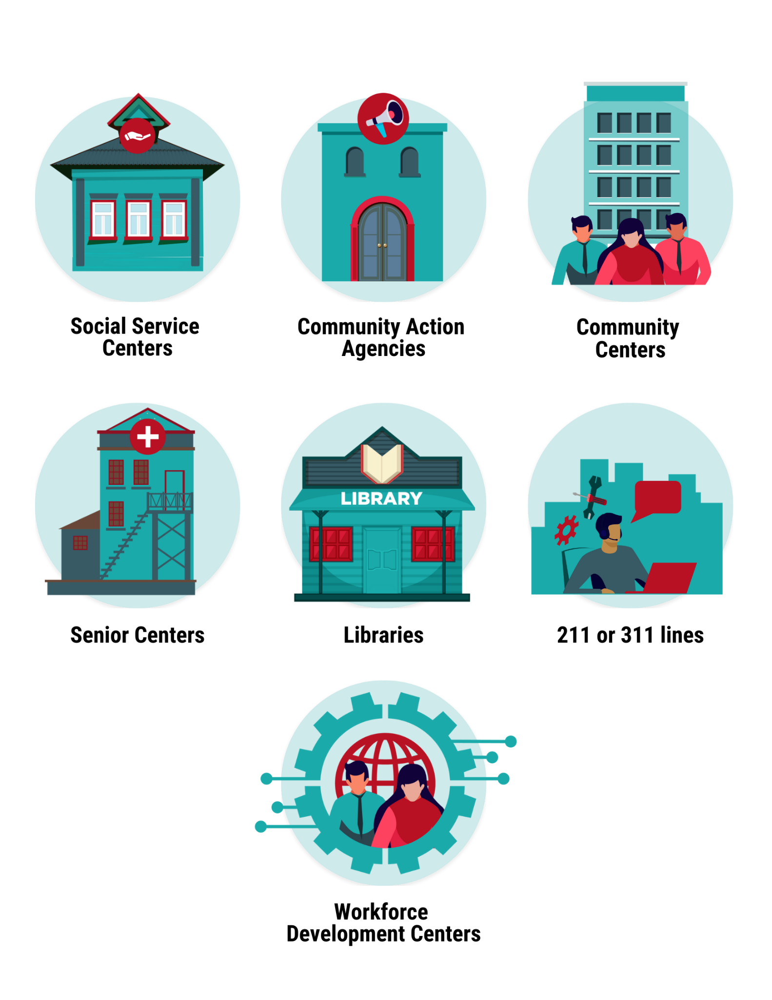 Social Service
Centers
Community Action
Agencies
Community
Centers
Senior Centers
LIBRARY
Libraries
211 or 311 lines
Workforce
Development Centers